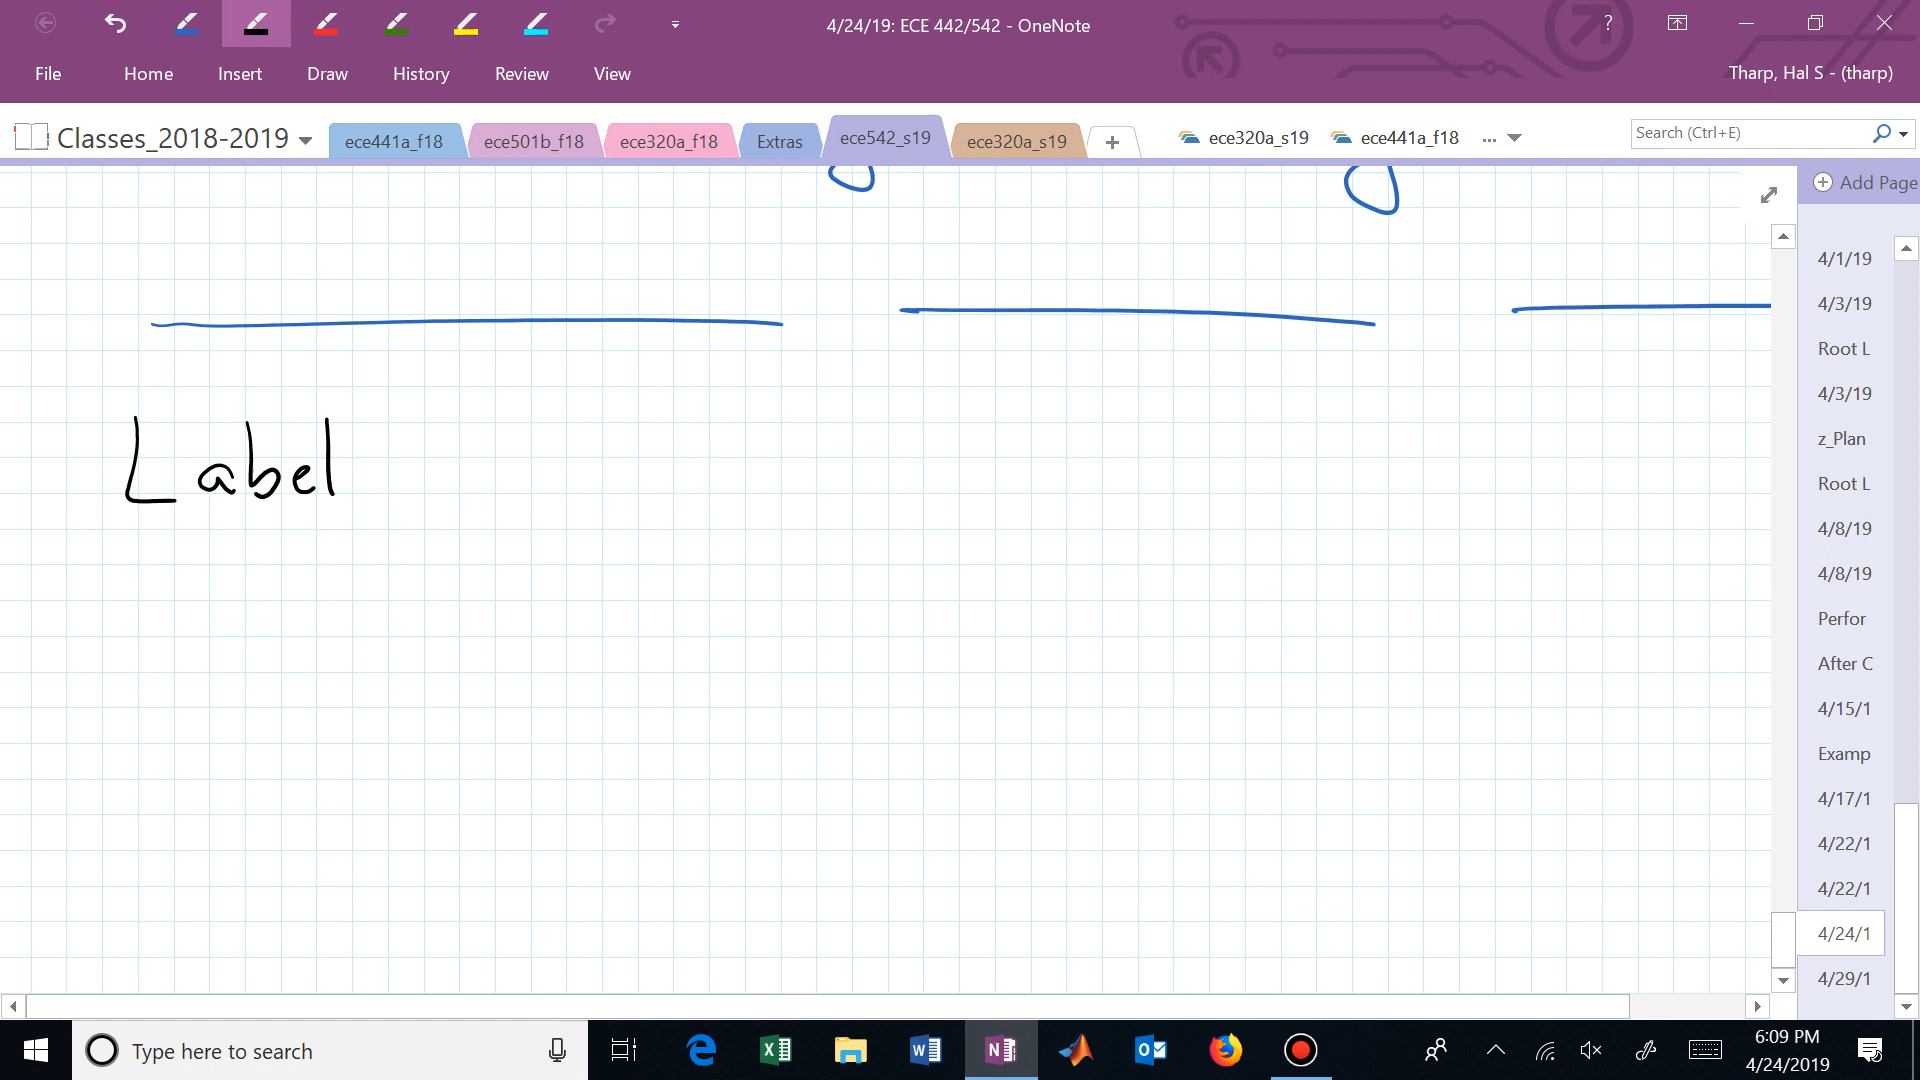 4/24/19: ECE 442/542 - OneNote
?
File Home Insert Draw History Review View
Tharp, Hal S - (tharp)
Classes_2018-2019
ece441a_f18 ece501b_f18 ece320a_f18 Extras ece542_s19 ece320a_s19 +
ece320a_s19 ece441a_f18 ...
Search (Ctrl+E)
Add Page
4/1/19
4/3/19
Root L
4/3/19
z_Plan
Root L
4/8/19
4/8/19
Perfor
After C
4/15/1
Examp
4/17/1
4/22/1
4/22/1
4/24/1
4/29/1
Label
Type here to search
6:09 PM
4/24/2019